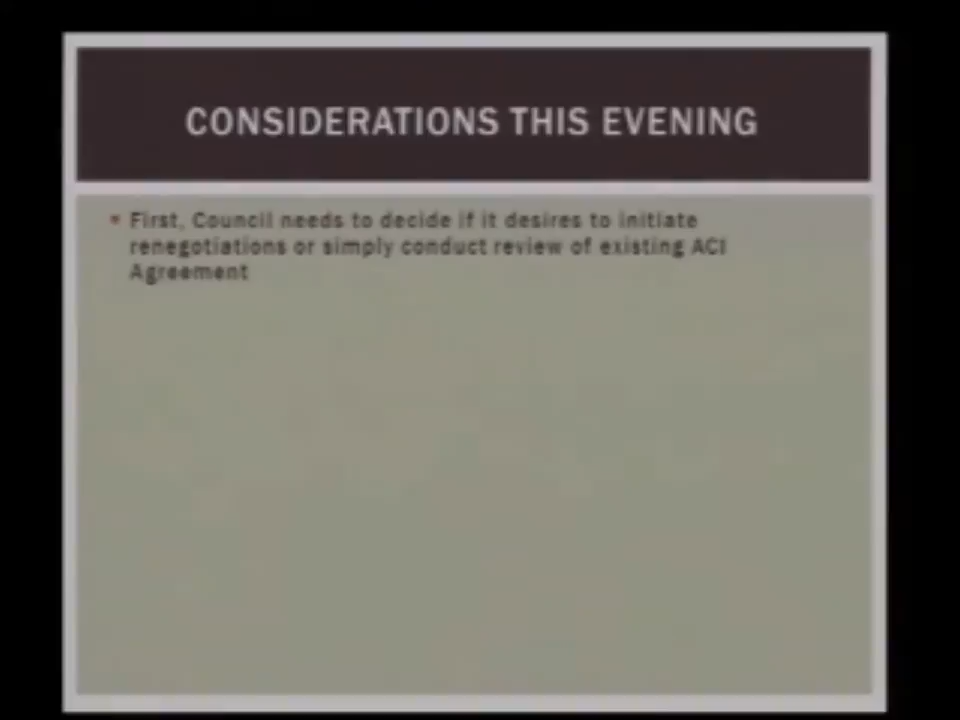 CONSIDERATIONS THIS EVENING
First, Council needs to decide if it desires to initiate
renegotiations or simply conduct review of existing ACI
Agreement